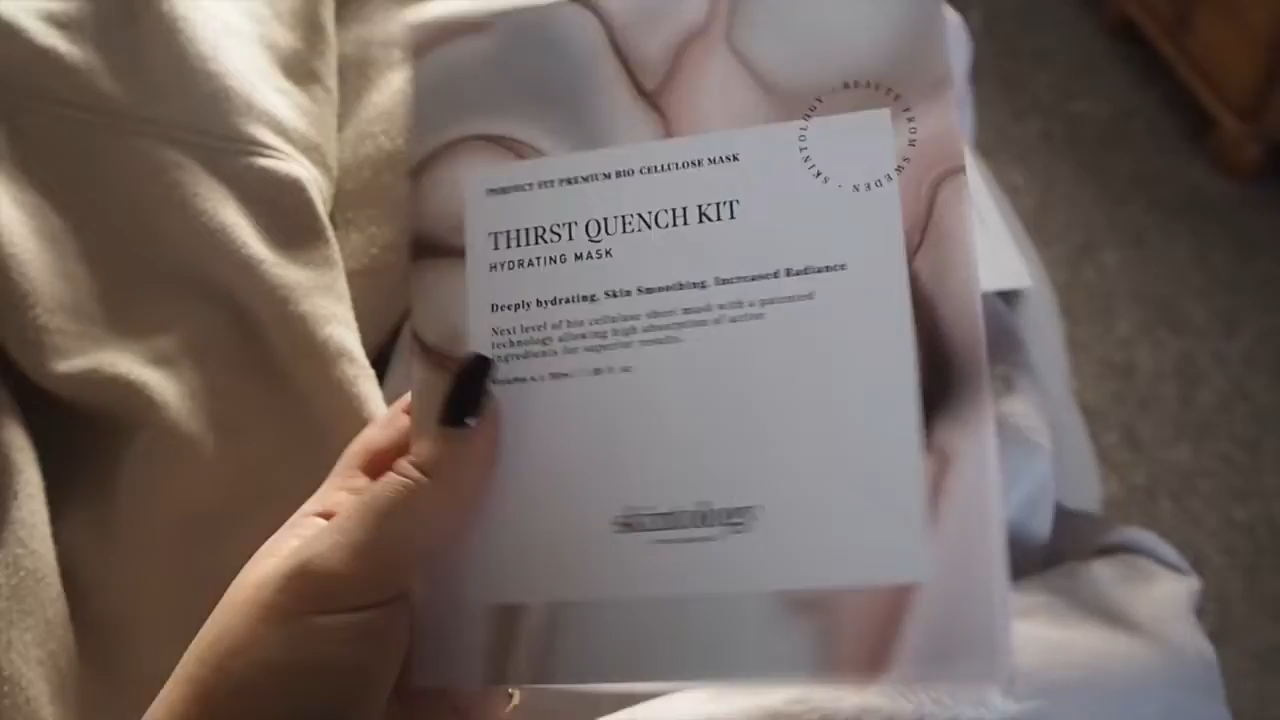 SKINTOLOGY · BEAUTY FROM SWEDEN ·
PERFECT FIT PREMIUM BIO CELLULOSE MASK
THIRST QUENCH KIT
HYDRATING MASK
Deeply hydrating, Skin Smoothing, Increased Radiance
Next level of bio cellulose sheet mask with a patented
technology allowing high absorption of active
ingredients for superior results.
skintology